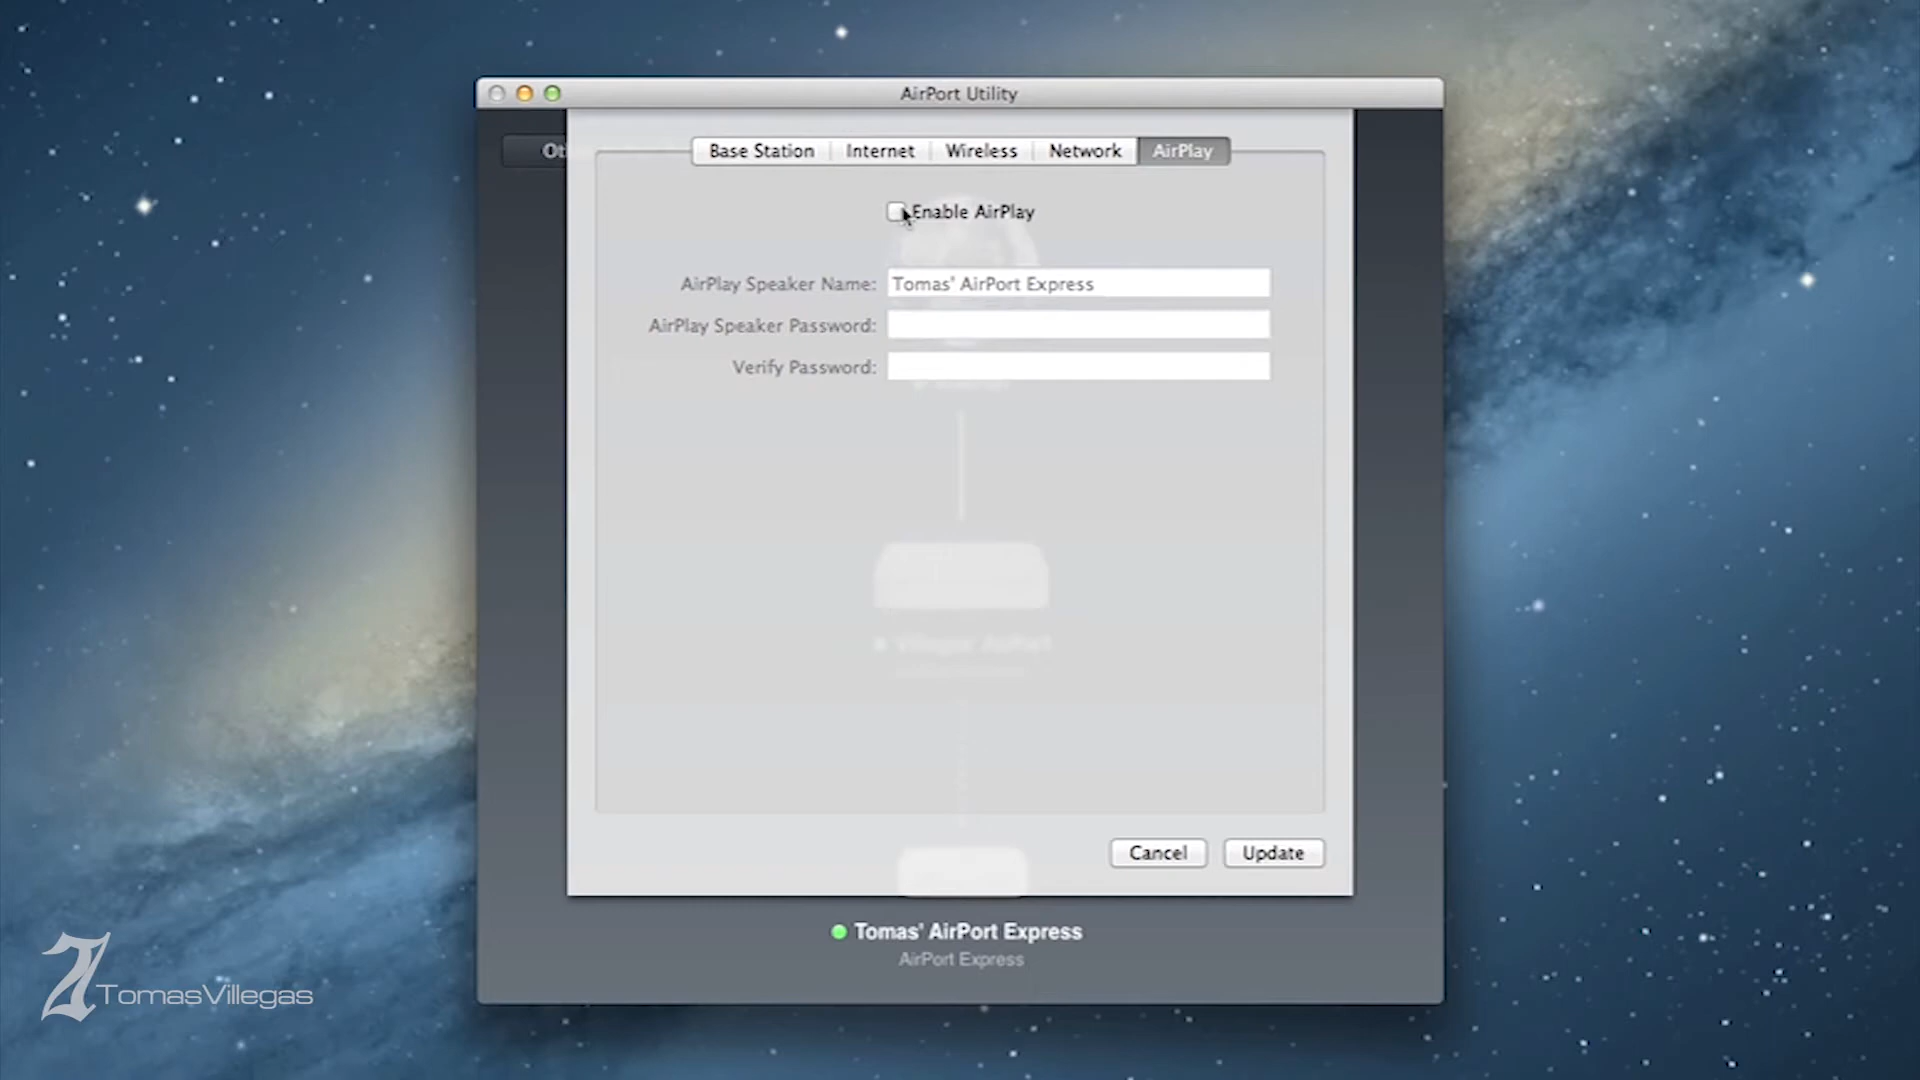 AirPort Utility
Base Station Internet Wireless Network AirPlay
Enable AirPlay
AirPlay Speaker Name: Tomas' AirPort Express
AirPlay Speaker Password:
Verify Password:
Cancel Update
Tomas' AirPort Express
AirPort Express
TomasVillegas